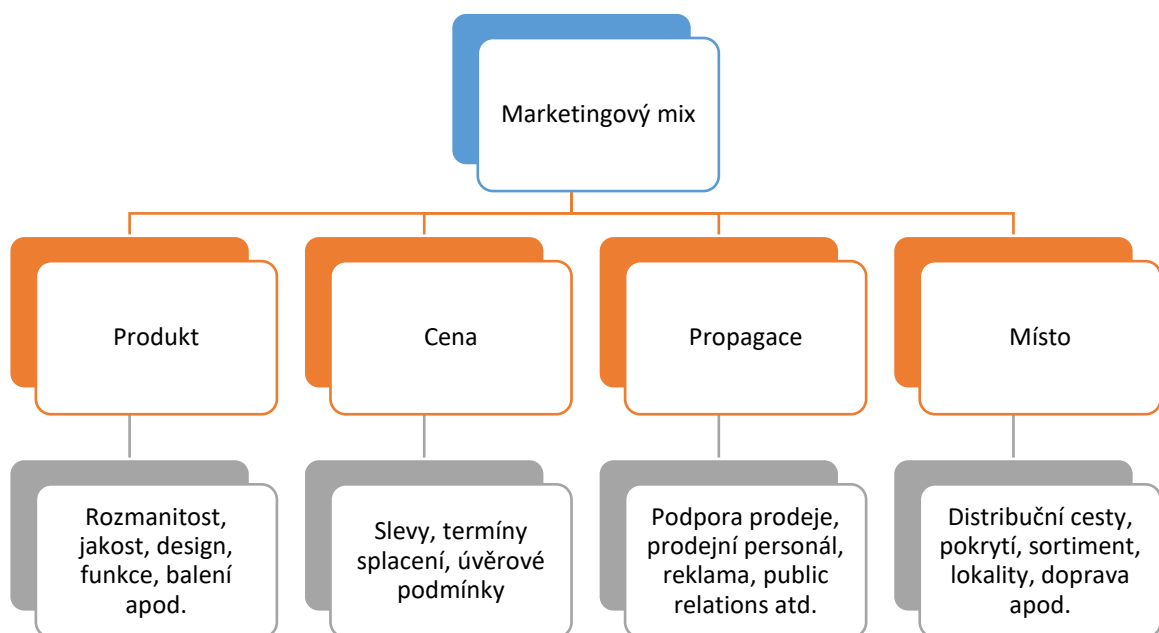 Marketingový mix
Produkt
Cena
Propagace
Místo
Rozmanitost,
jakost, design,
funkce, balení
apod.
Slevy, termíny
splacení, úvěrové
podmínky
Podpora prodeje,
prodejní personál,
reklama, public
relations atd.
Distribuční cesty,
pokrytí, sortiment,
lokality, doprava
apod.